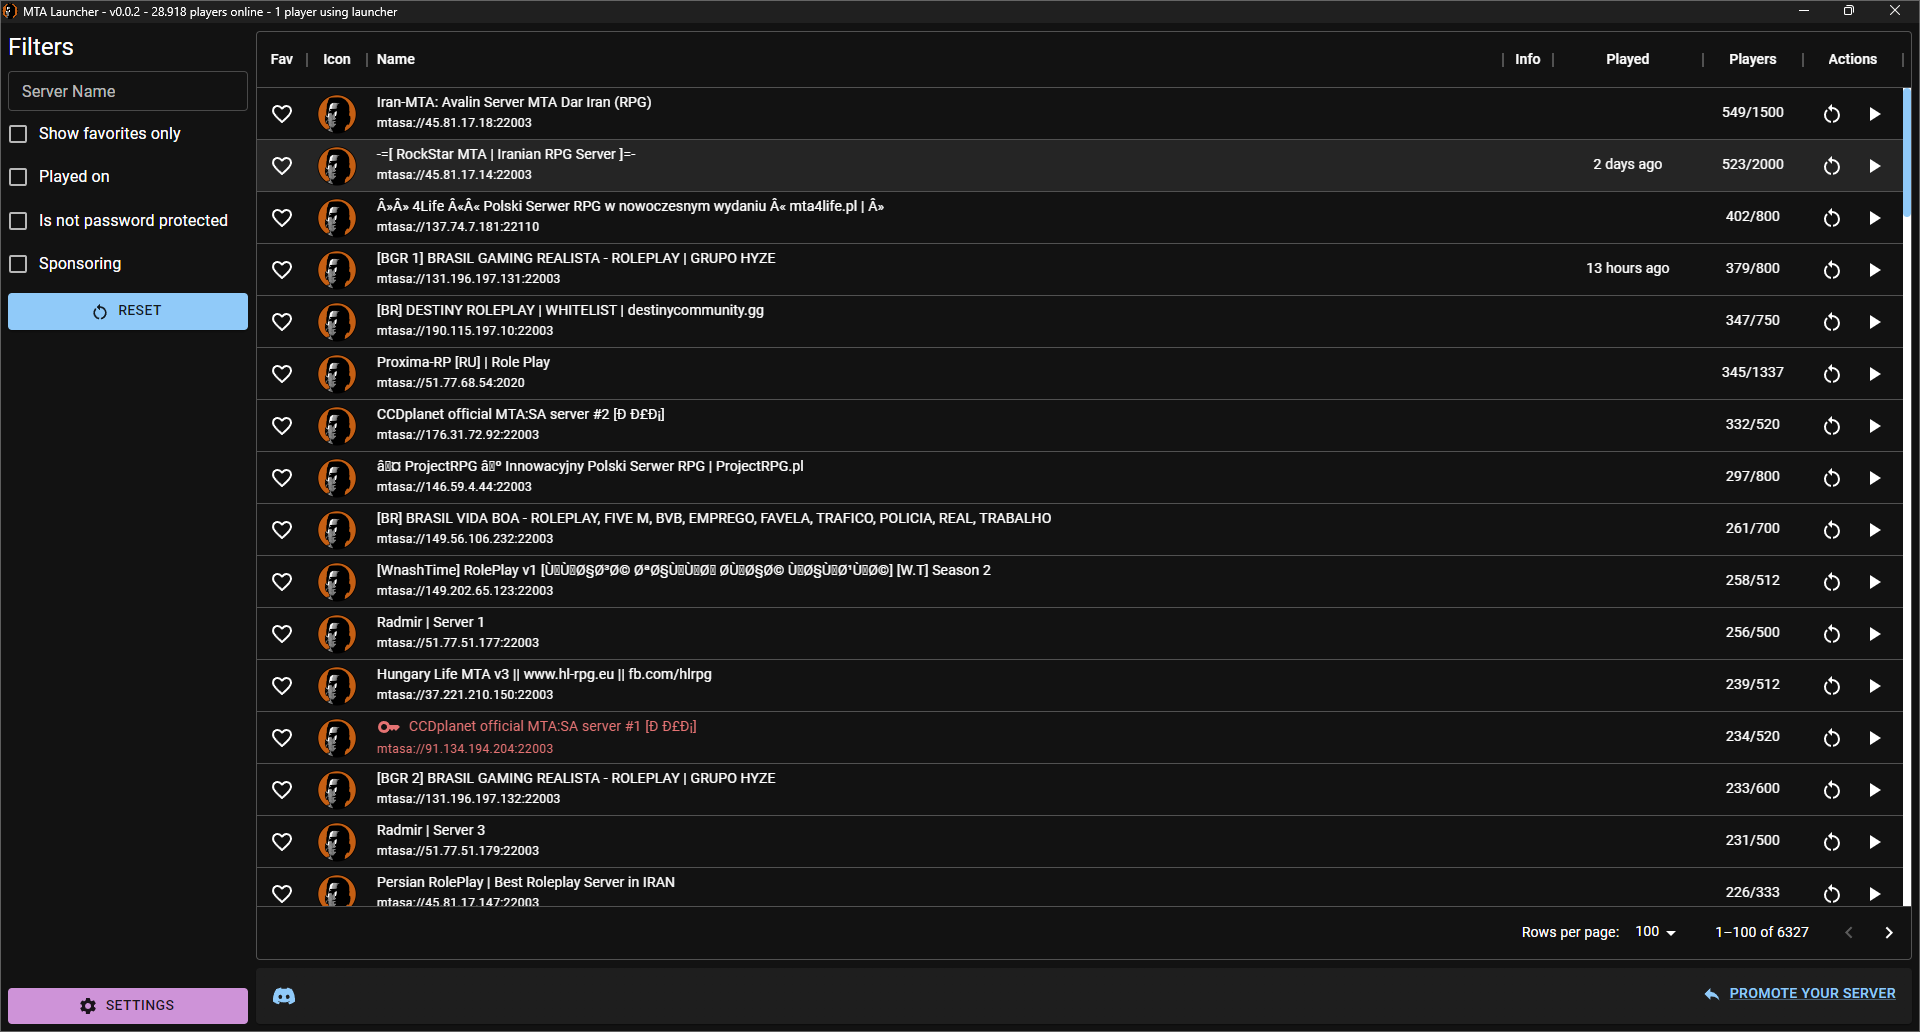 MTA Launcher - v0.0.2 - 28.918 players online - 1 player using launcher
Filters
Server Name
Show favorites only
Played on
Is not password protected
Sponsoring
RESET
Fav | Icon | Name | Info | Played | Players | Actions |
Iran-MTA: Avalin Server MTA Dar Iran (RPG)
mtasa://45.81.17.18:22003
549/1500
-=[ RockStar MTA | Iranian RPG Server ]=-
mtasa://45.81.17.14:22003
2 days ago
523/2000
Â»Â» 4Life Â«Â« Polski Serwer RPG w nowoczesnym wydaniu Â« mta4life.pl | Â»
mtasa://137.74.7.181:22110
402/800
[BGR 1] BRASIL GAMING REALISTA - ROLEPLAY | GRUPO HYZE
mtasa://131.196.197.131:22003
13 hours ago
379/800
[BR] DESTINY ROLEPLAY | WHITELIST | destinycommunity.gg
mtasa://190.115.197.10:22003
347/750
Proxima-RP [RU] | Role Play
mtasa://51.77.68.54:2020
345/1337
CCDplanet official MTA:SA server #2 [Ð Ð£Ð¡]
mtasa://176.31.72.92:22003
332/520
ProjectRPG Innowacyjny Polski Serwer RPG | ProjectRPG.pl
mtasa://146.59.4.44:22003
297/800
[BR] BRASIL VIDA BOA - ROLEPLAY, FIVE M, BVB, EMPREGO, FAVELA, TRAFICO, POLICIA, REAL, TRABALHO
mtasa://149.56.106.232:22003
261/700
[WnashTime] RolePlay v1 [W.T] Season 2
mtasa://149.202.65.123:22003
258/512
Radmir | Server 1
mtasa://51.77.51.177:22003
256/500
Hungary Life MTA v3 || www.hl-rpg.eu || fb.com/hlrpg
mtasa://37.221.210.150:22003
239/512
CCDplanet official MTA:SA server #1 [Ð Ð£Ð¡]
mtasa://91.134.194.204:22003
234/520
[BGR 2] BRASIL GAMING REALISTA - ROLEPLAY | GRUPO HYZE
mtasa://131.196.197.132:22003
233/600
Radmir | Server 3
mtasa://51.77.51.179:22003
231/500
Persian RolePlay | Best Roleplay Server in IRAN
mtasa://45.81.17.147:22003
226/333
Rows per page: 100
1–100 of 6327
SETTINGS
PROMOTE YOUR SERVER